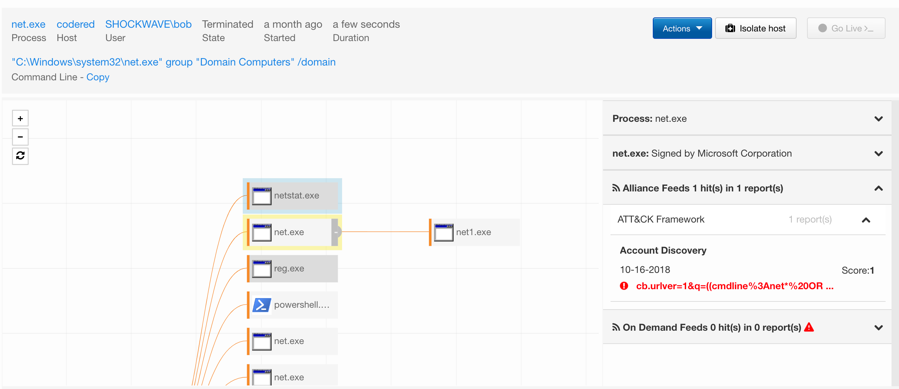 net.exe codered SHOCKWAVE\bob Terminated a month ago a few seconds
Process Host User State Started Duration
Actions Isolate host Go Live >_
"C:\Windows\system32\net.exe" group "Domain Computers" /domain
Command Line - Copy
+
−
netstat.exe
net.exe
net1.exe
reg.exe
powershell....
net.exe
net.exe
Process: net.exe
net.exe: Signed by Microsoft Corporation
Alliance Feeds 1 hit(s) in 1 report(s)
ATT&CK Framework 1 report(s)
Account Discovery
10-16-2018 Score:1
cb.urlver=1&q=((cmdline%3Anet*%20OR ...
On Demand Feeds 0 hit(s) in 0 report(s)